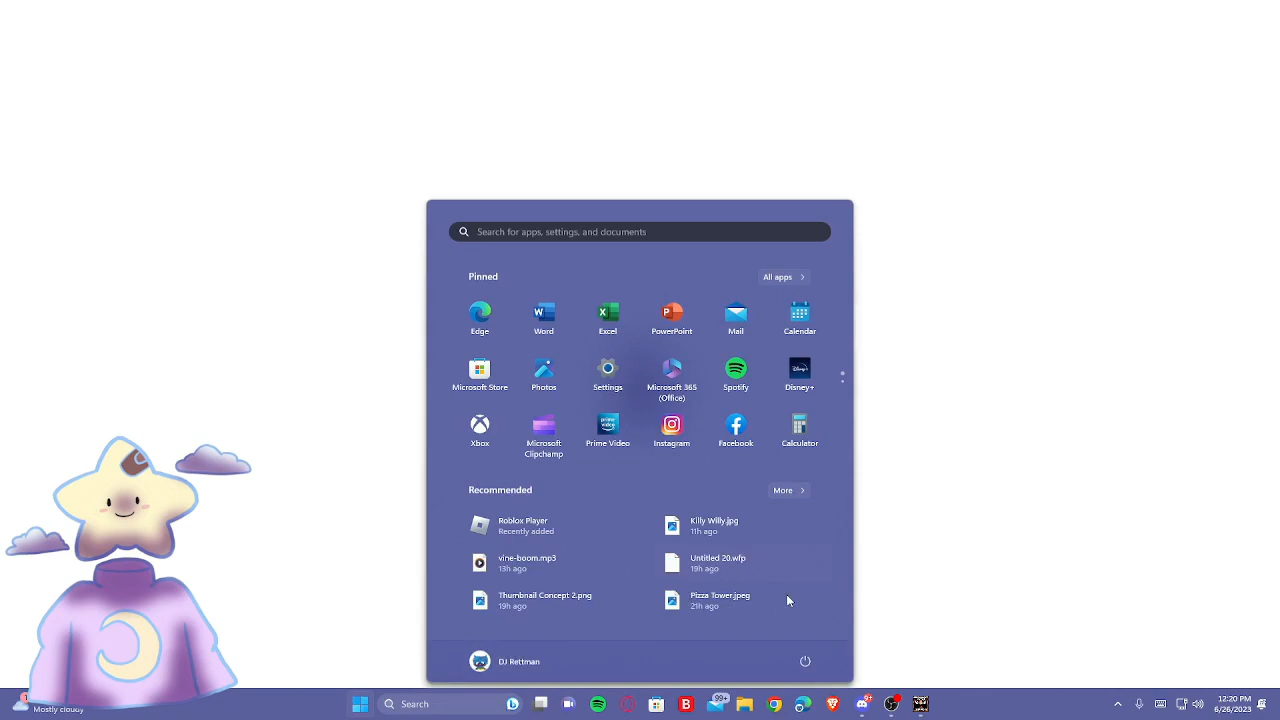 Search for apps, settings, and documents
Pinned
All apps
Edge
Word
Excel
PowerPoint
Mail
Calendar
Microsoft Store
Photos
Settings
Microsoft 365
(Office)
Spotify
Disney+
Xbox
Microsoft
Clipchamp
Prime Video
Instagram
Facebook
Calculator
Recommended
More
Roblox Player
Recently added
Killy Willy.jpg
11h ago
vine-boom.mp3
13h ago
Untitled 20.wfp
19h ago
Thumbnail Concept 2.png
19h ago
Pizza Tower.jpeg
21h ago
DJ Rettman
Mostly cloudy
Search
99+
12:20 PM
6/26/2023